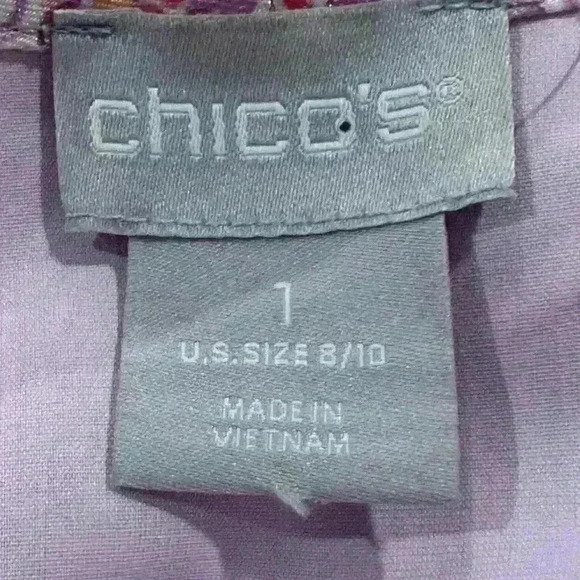 chico's®
1
U.S. SIZE 8/10
MADE IN
VIETNAM